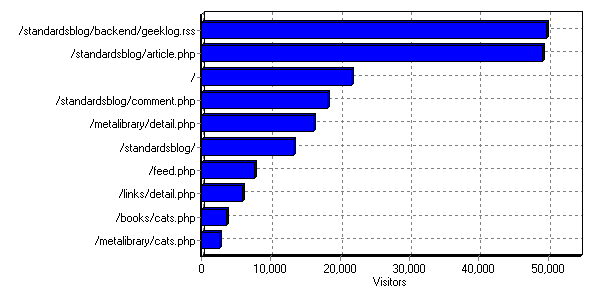 /standardsblog/backend/geeklog.rss
/standardsblog/article.php
/
/standardsblog/comment.php
/metalibrary/detail.php
/standardsblog/
/feed.php
/links/detail.php
/books/cats.php
/metalibrary/cats.php
0 10,000 20,000 30,000 40,000 50,000
Visitors